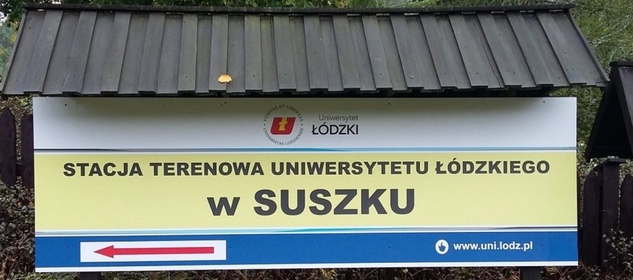 Uniwersytet
ŁÓDZKI
STACJA TERENOWA UNIWERSYTETU ŁÓDZKIEGO
w SUSZKU
www.uni.lodz.pl